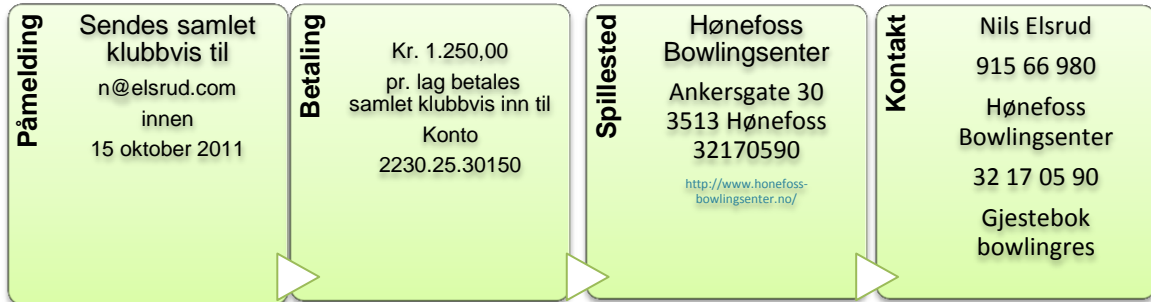 Påmelding
Sendes samlet
klubbvis til
n@elsrud.com
innen
15 oktober 2011
Betaling
Kr. 1.250,00
pr. lag betales
samlet klubbvis inn til
Konto
2230.25.30150
Spillested
Hønefoss
Bowlingsenter
Ankersgate 30
3513 Hønefoss
32170590
http://www.honefoss-
bowlingsenter.no/
Kontakt
Nils Elsrud
915 66 980
Hønefoss
Bowlingsenter
32 17 05 90
Gjestebok
bowlingres